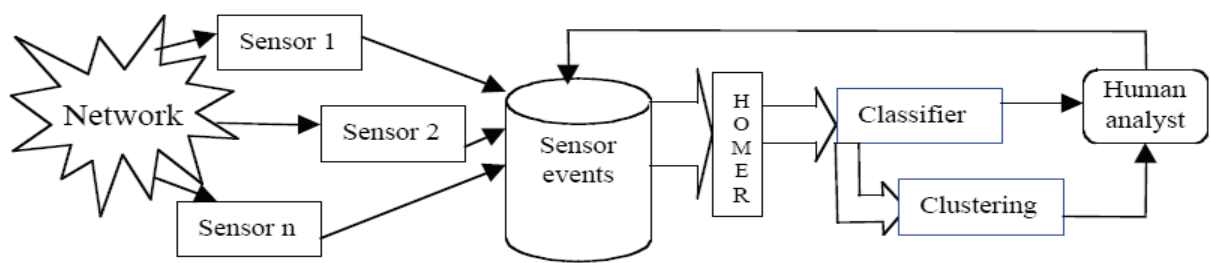 Network
Sensor 1
Sensor 2
Sensor n
Sensor
events
H
O
M
E
R
Classifier
Clustering
Human
analyst